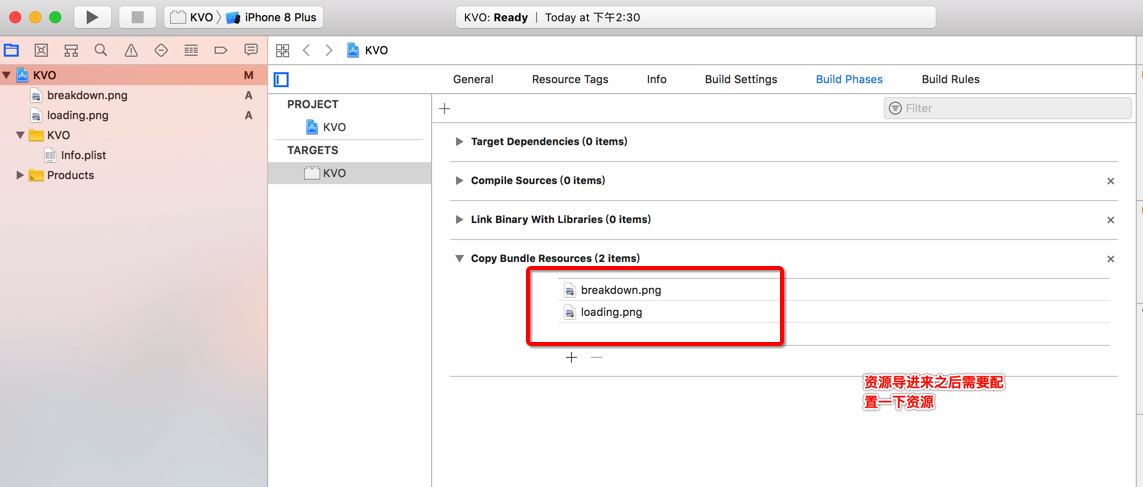 KVO
iPhone 8 Plus
KVO: Ready
Today at 下午2:30
KVO
KVO
M
General
Resource Tags
Info
Build Settings
Build Phases
Build Rules
breakdown.png
A
loading.png
A
KVO
Info.plist
Products
PROJECT
KVO
TARGETS
KVO
Filter
Target Dependencies (0 items)
Compile Sources (0 items)
Link Binary With Libraries (0 items)
Copy Bundle Resources (2 items)
breakdown.png
loading.png
资源导进来之后需要配
置一下资源